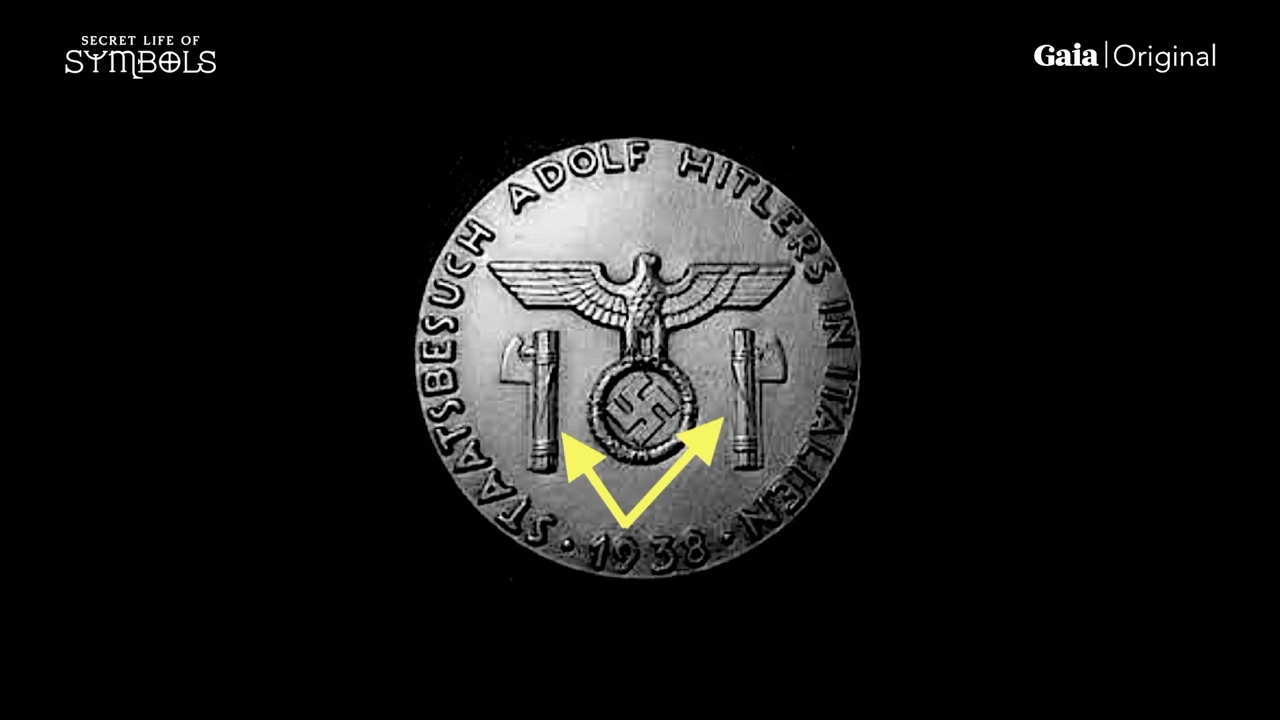 SECRET LIFE OF
SYMBOLS
Gaia | Original
STAATSBESUCH ADOLF HITLERS IN ITALIEN
· 1938 ·